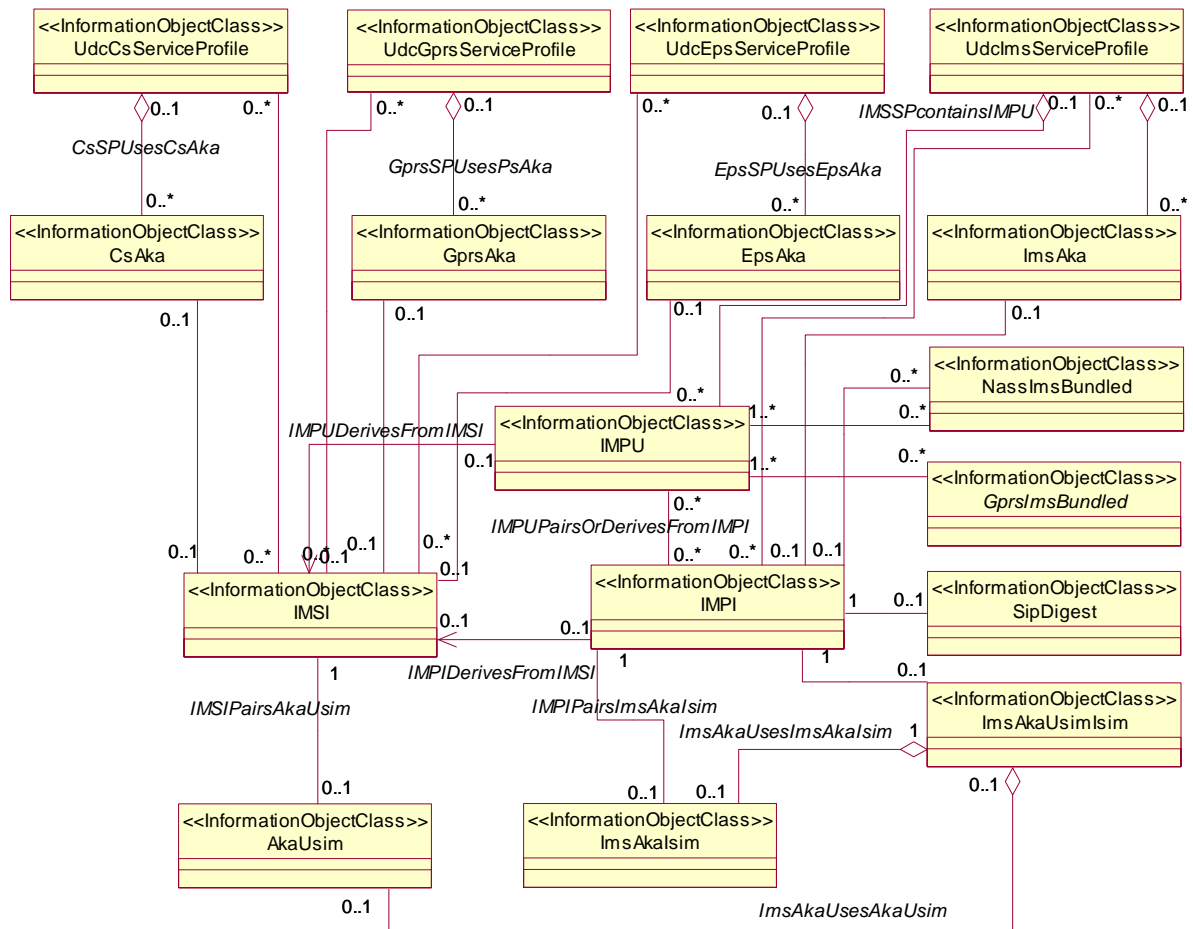 <<InformationObjectClass>>
UdcCsServiceProfile
<<InformationObjectClass>>
UdcGprsServiceProfile
<<InformationObjectClass>>
UdcEpsServiceProfile
<<InformationObjectClass>>
UdcImsServiceProfile
0..1
0..*
0..*
0..1
0..*
0..1
IMSSPcontainsIMPU
0..1
0..*
0..1
CsSPUsesCsAka
GprsSPUsesPsAka
EpsSPUsesEpsAka
0..*
0..*
0..*
0..*
<<InformationObjectClass>>
CsAka
<<InformationObjectClass>>
GprsAka
<<InformationObjectClass>>
EpsAka
<<InformationObjectClass>>
ImsAka
0..1
0..1
0..1
0..1
<<InformationObjectClass>>
NassImsBundled
0..*
0..*
0..*
1..*
<<InformationObjectClass>>
IMPU
IMPUDerivesFromIMSI
0..1
1..*
0..*
<<InformationObjectClass>>
GprsImsBundled
0..*
IMPUPairsOrDerivesFromIMPI
0..1
0..*
0..*
0..1
0..1
0..*
0..1
0..*
0..*
0..1
0..1
<<InformationObjectClass>>
IMSI
<<InformationObjectClass>>
IMPI
<<InformationObjectClass>>
SipDigest
1
0..1
0..1
0..1
IMPIDerivesFromIMSI
1
1
1
0..1
IMSIPairsAkaUsim
IMPIPairsImsAkaIsim
<<InformationObjectClass>>
ImsAkaUsimIsim
ImsAkaUsesImsAkaIsim
1
0..1
0..1
0..1
0..1
<<InformationObjectClass>>
AkaUsim
<<InformationObjectClass>>
ImsAkaIsim
0..1
ImsAkaUsesAkaUsim